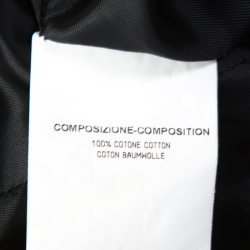 COMPOSIZIONE-COMPOSITION
100% COTONE COTTON
COTON BAUMWOLLE